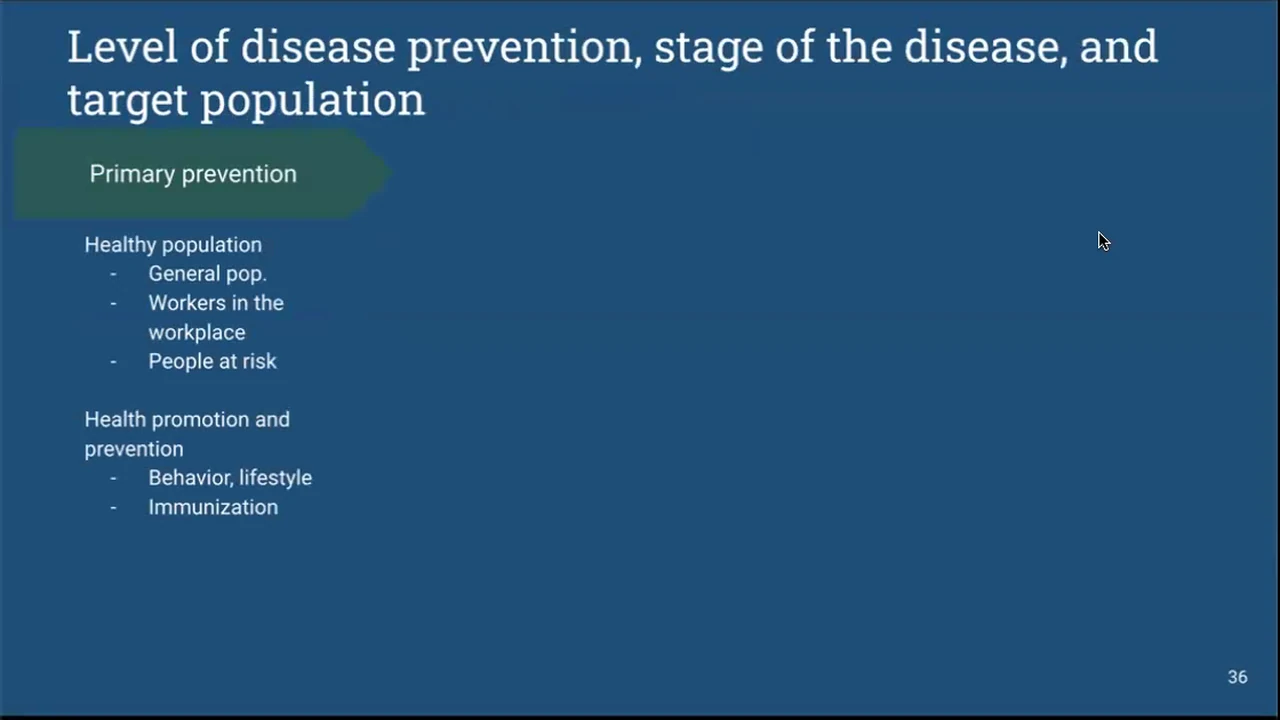 Level of disease prevention, stage of the disease, and
target population
Primary prevention
Healthy population
- General pop.
- Workers in the
workplace
- People at risk
Health promotion and
prevention
- Behavior, lifestyle
- Immunization
36